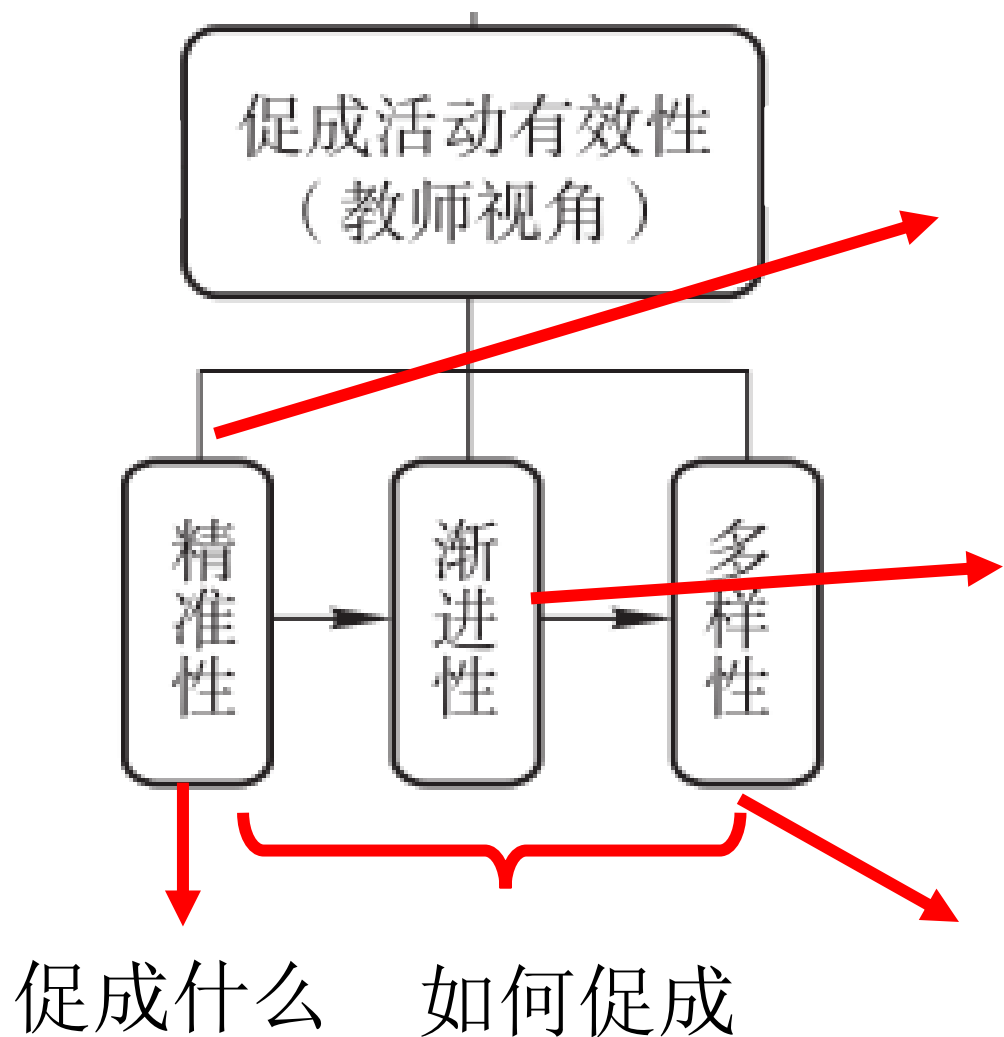 促成活动有效性
（教师视角）
精准性
渐进性
多样性
促成什么
如何促成